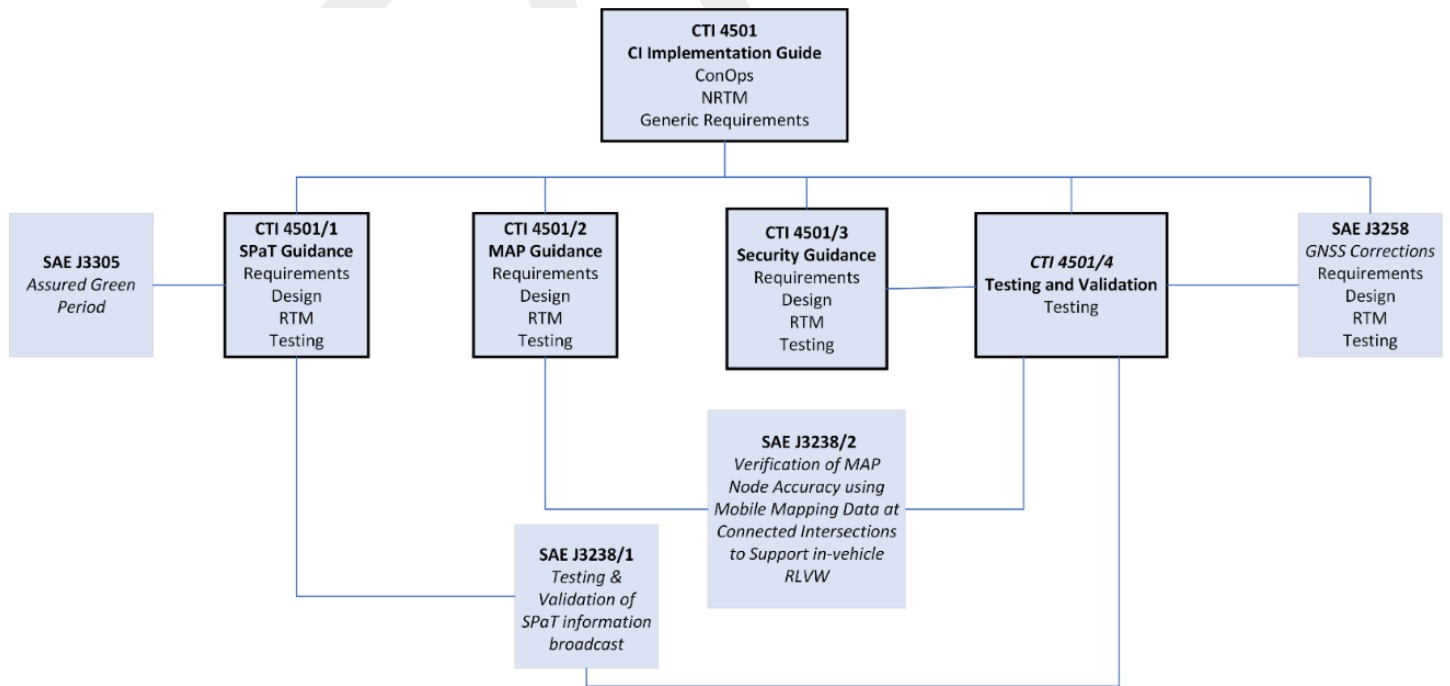 CTI 4501
CI Implementation Guide
ConOps
NRTM
Generic Requirements
SAE J3305
Assured Green
Period
CTI 4501/1
SPaT Guidance
Requirements
Design
RTM
Testing
CTI 4501/2
MAP Guidance
Requirements
Design
RTM
Testing
CTI 4501/3
Security Guidance
Requirements
Design
RTM
Testing
CTI 4501/4
Testing and Validation
Testing
SAE J3258
GNSS Corrections
Requirements
Design
RTM
Testing
SAE J3238/2
Verification of MAP
Node Accuracy using
Mobile Mapping Data at
Connected Intersections
to Support in-vehicle
RLVW
SAE J3238/1
Testing &
Validation of
SPaT information
broadcast